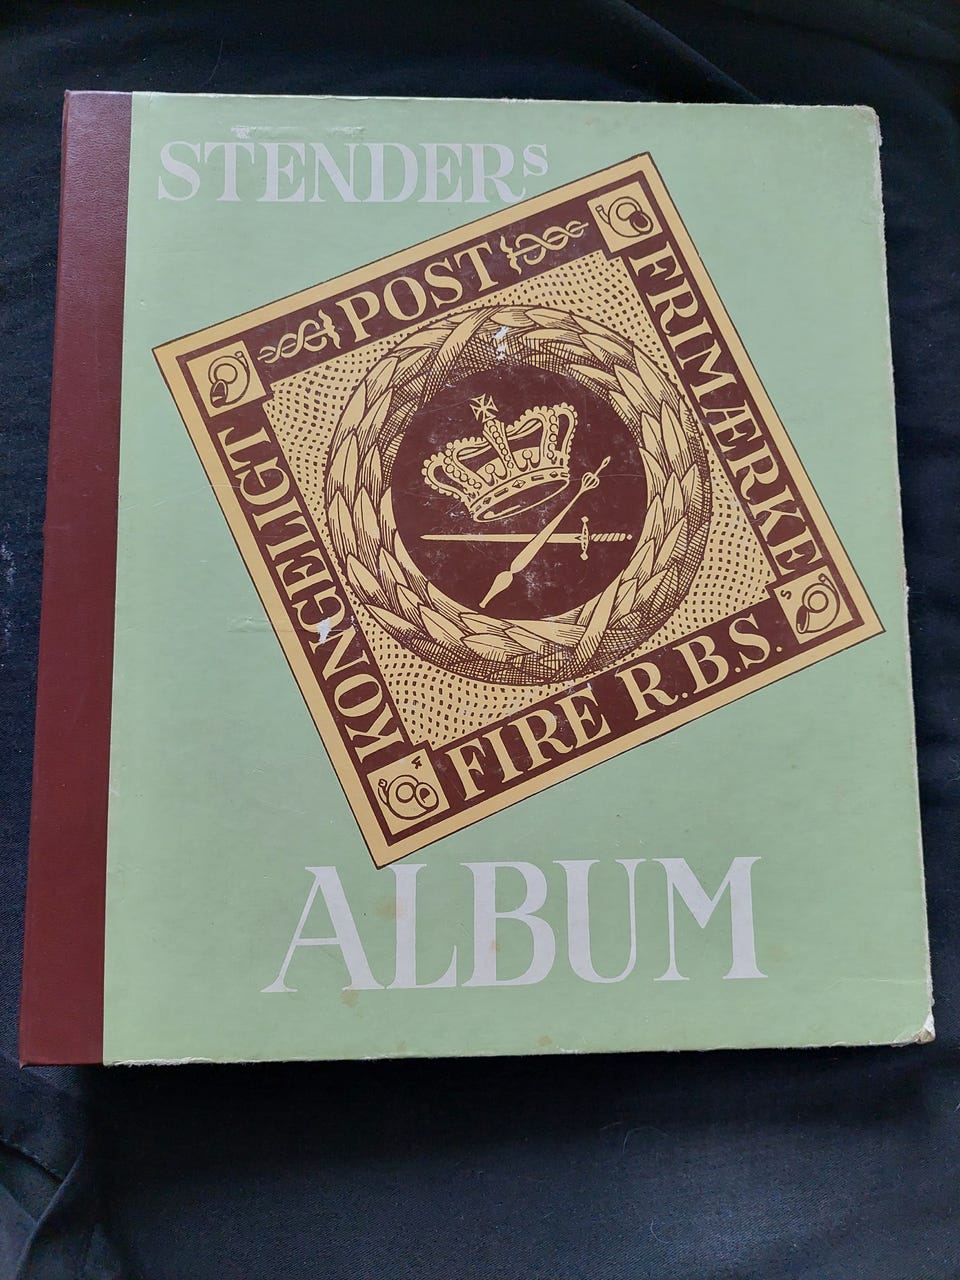 STENDERS
KONGELIGT
POST
FRIMÆRKE
FIRE R.B.S.
ALBUM